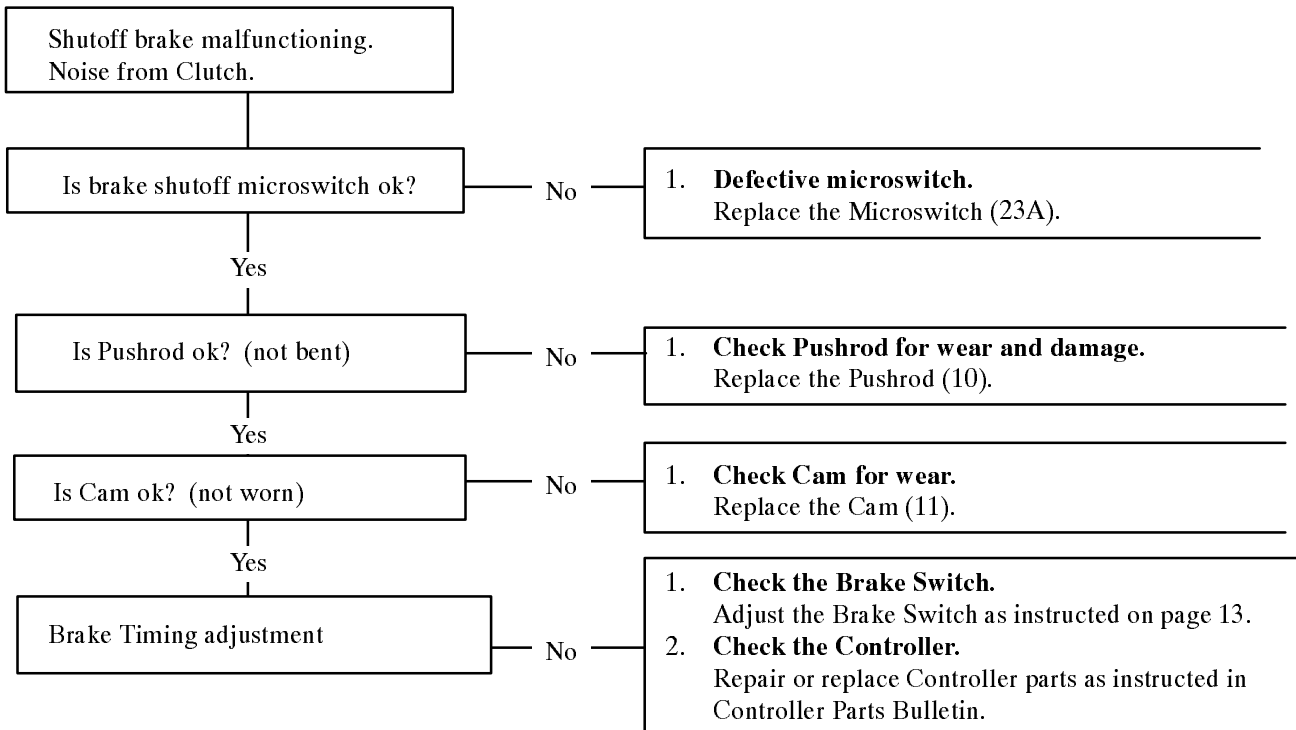 Shutoff brake malfunctioning.
Noise from Clutch.
Is brake shutoff microswitch ok?
No
1. Defective microswitch.
Replace the Microswitch (23A).
Yes
Is Pushrod ok? (not bent)
No
1. Check Pushrod for wear and damage.
Replace the Pushrod (10).
Yes
Is Cam ok? (not worn)
No
1. Check Cam for wear.
Replace the Cam (11).
Yes
Brake Timing adjustment
No
1. Check the Brake Switch.
Adjust the Brake Switch as instructed on page 13.
2. Check the Controller.
Repair or replace Controller parts as instructed in
Controller Parts Bulletin.